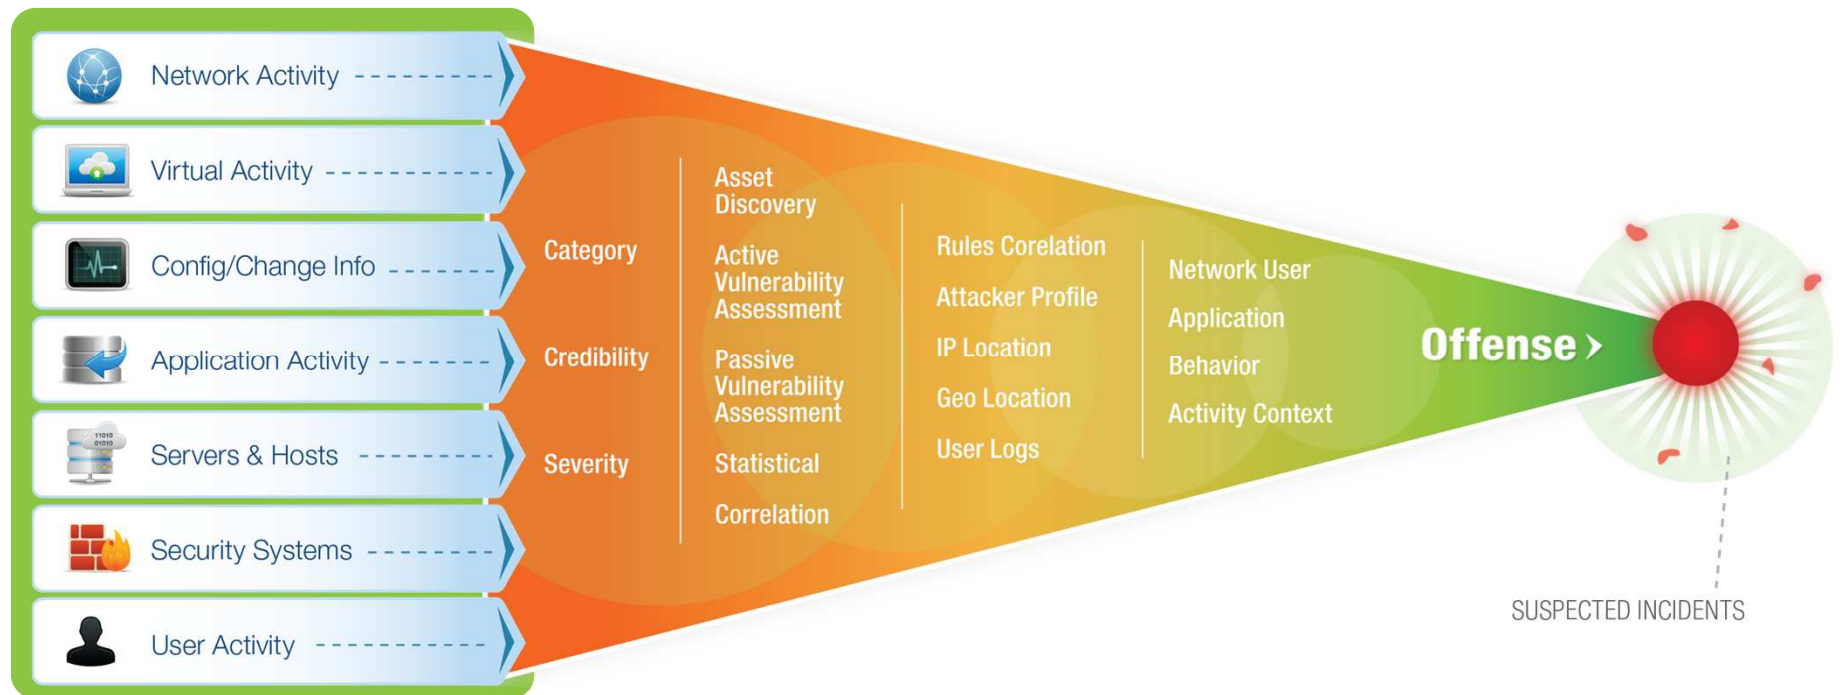 Network Activity
Virtual Activity
Config/Change Info
Application Activity
11010
01010
Servers & Hosts
Security Systems
User Activity
Category
Credibility
Severity
Asset
Discovery
Active
Vulnerability
Assessment
Passive
Vulnerability
Assessment
Statistical
Correlation
Rules Corelation
Attacker Profile
IP Location
Geo Location
User Logs
Network User
Application
Behavior
Activity Context
Offense >
SUSPECTED INCIDENTS